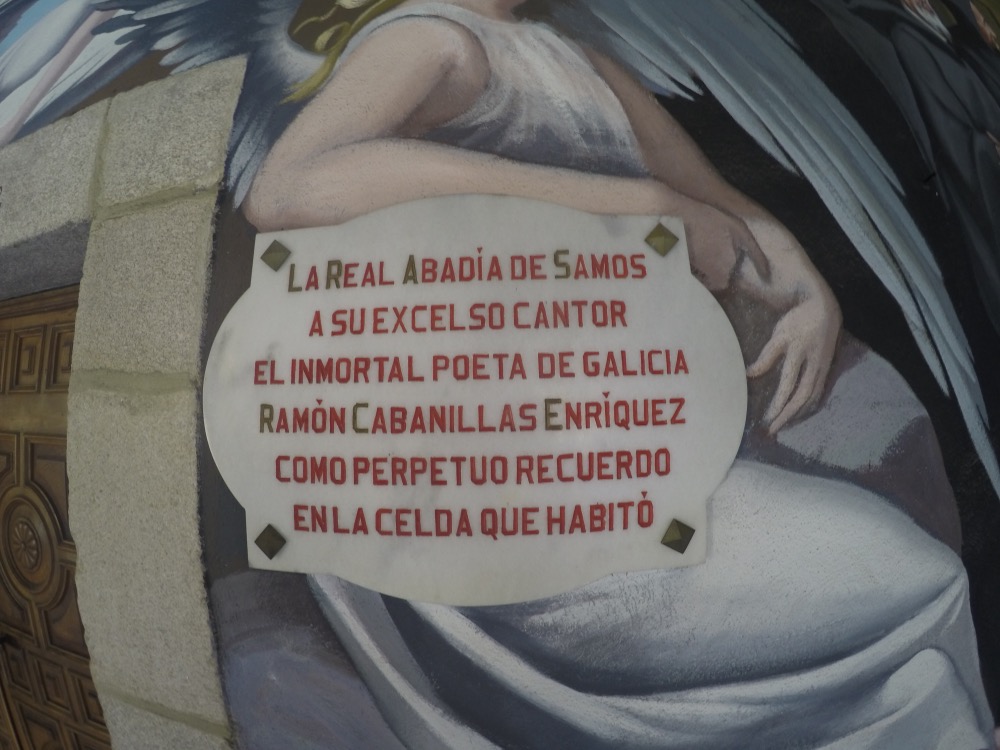 LA REAL ABADÍA DE SAMOS
A SU EXCELSO CANTOR
EL INMORTAL POETA DE GALICIA
RAMÓN CABANILLAS ENRÍQUEZ
COMO PERPETUO RECUERDO
EN LA CELDA QUE HABITÓ